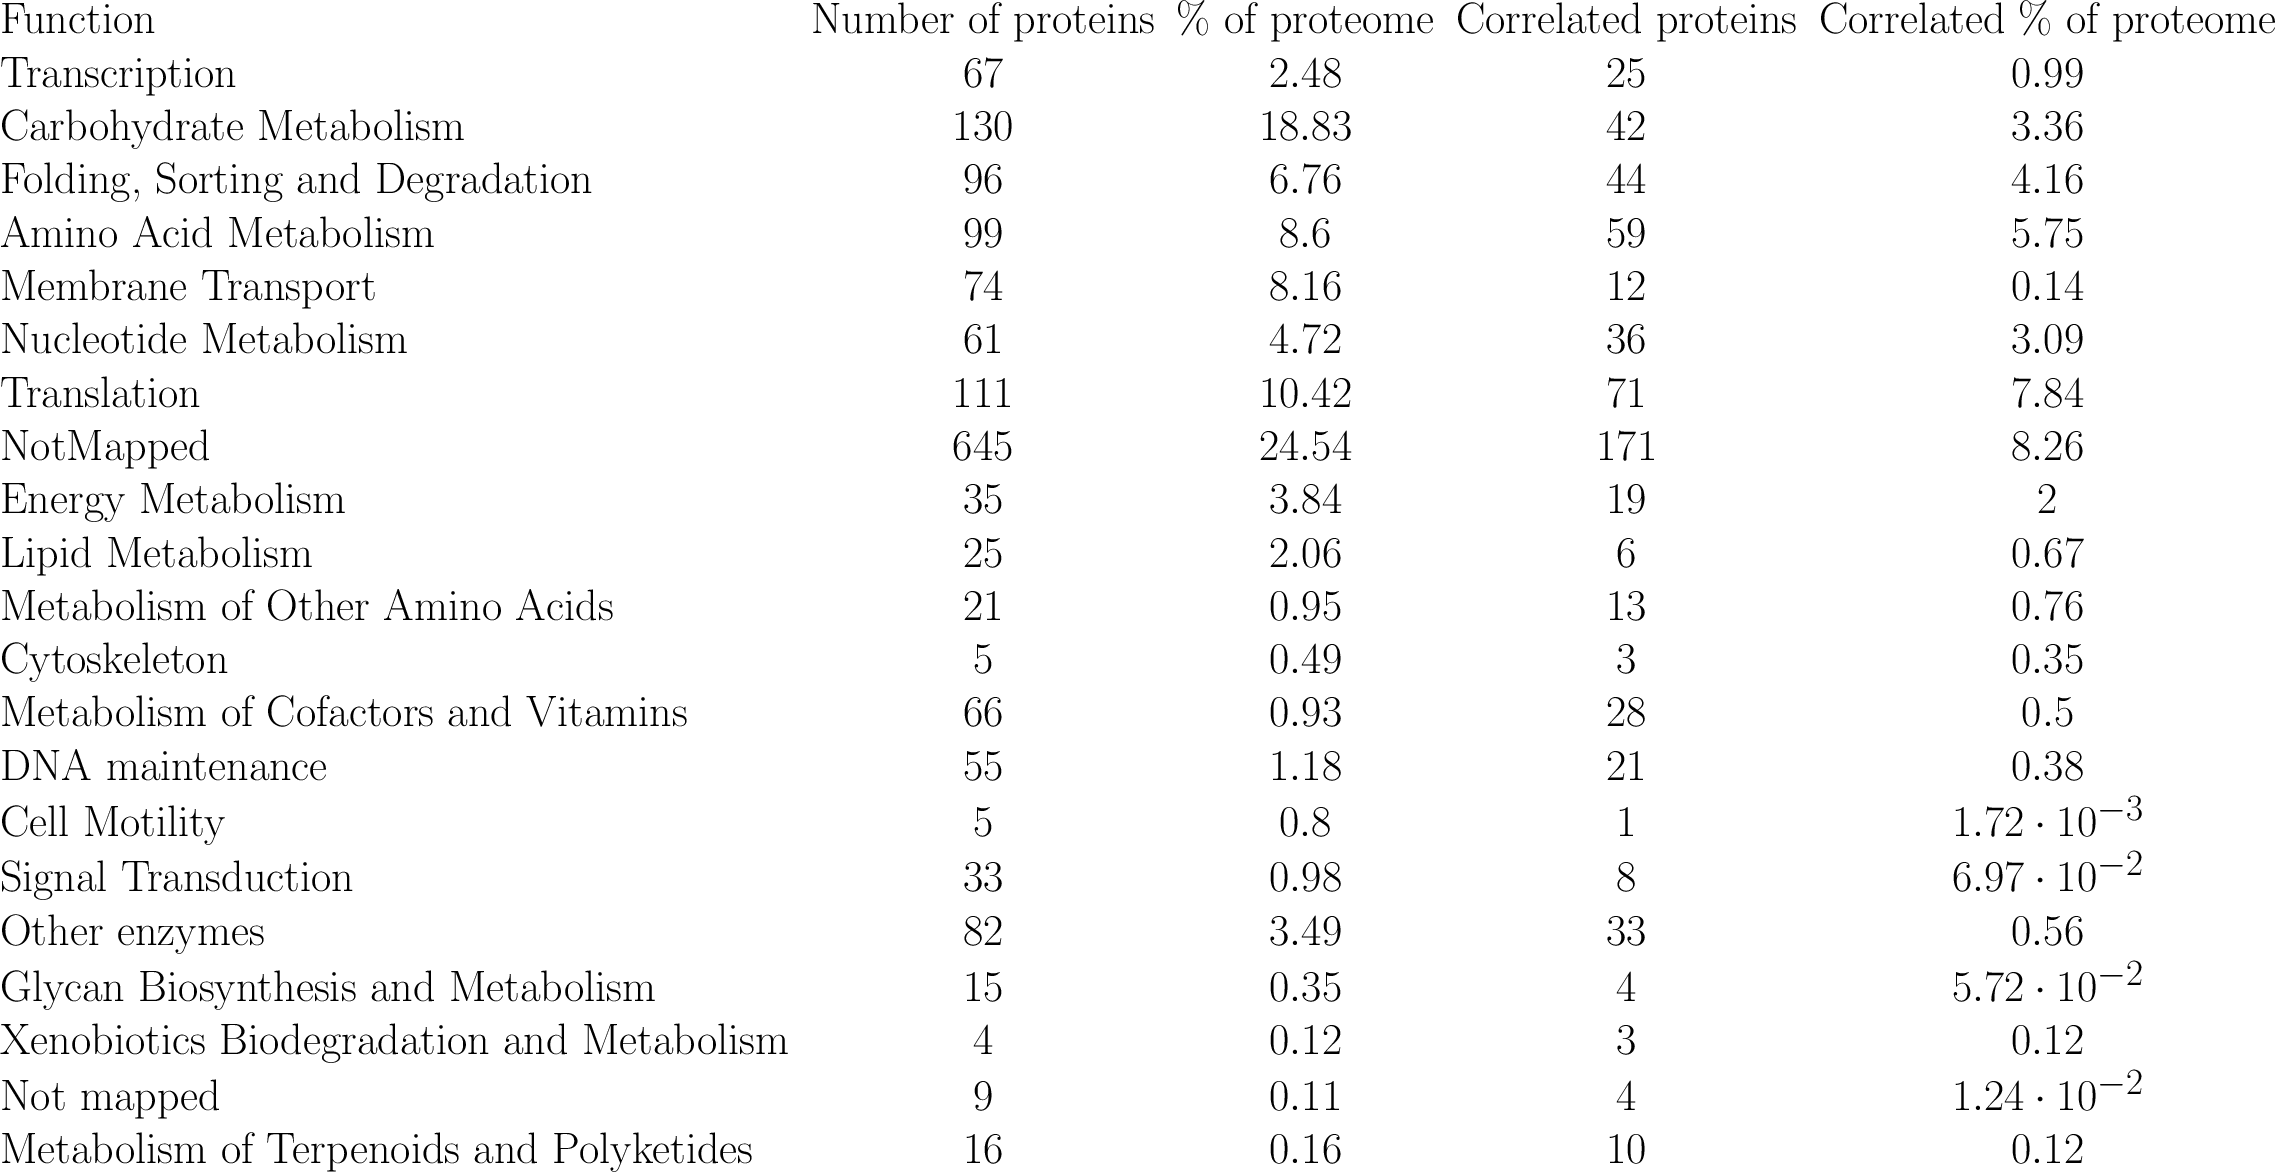 Function Number of proteins % of proteome Correlated proteins Correlated % of proteome
Transcription 67 2.48 25 0.99
Carbohydrate Metabolism 130 18.83 42 3.36
Folding, Sorting and Degradation 96 6.76 44 4.16
Amino Acid Metabolism 99 8.6 59 5.75
Membrane Transport 74 8.16 12 0.14
Nucleotide Metabolism 61 4.72 36 3.09
Translation 111 10.42 71 7.84
NotMapped 645 24.54 171 8.26
Energy Metabolism 35 3.84 19 2
Lipid Metabolism 25 2.06 6 0.67
Metabolism of Other Amino Acids 21 0.95 13 0.76
Cytoskeleton 5 0.49 3 0.35
Metabolism of Cofactors and Vitamins 66 0.93 28 0.5
DNA maintenance 55 1.18 21 0.38
Cell Motility 5 0.8 1 1.72 · 10⁻³
Signal Transduction 33 0.98 8 6.97 · 10⁻²
Other enzymes 82 3.49 33 0.56
Glycan Biosynthesis and Metabolism 15 0.35 4 5.72 · 10⁻²
Xenobiotics Biodegradation and Metabolism 4 0.12 3 0.12
Not mapped 9 0.11 4 1.24 · 10⁻²
Metabolism of Terpenoids and Polyketides 16 0.16 10 0.12